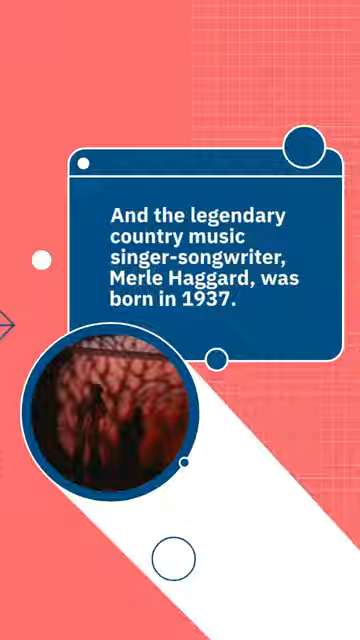 And the legendary
country music
singer-songwriter,
Merle Haggard, was
born in 1937.